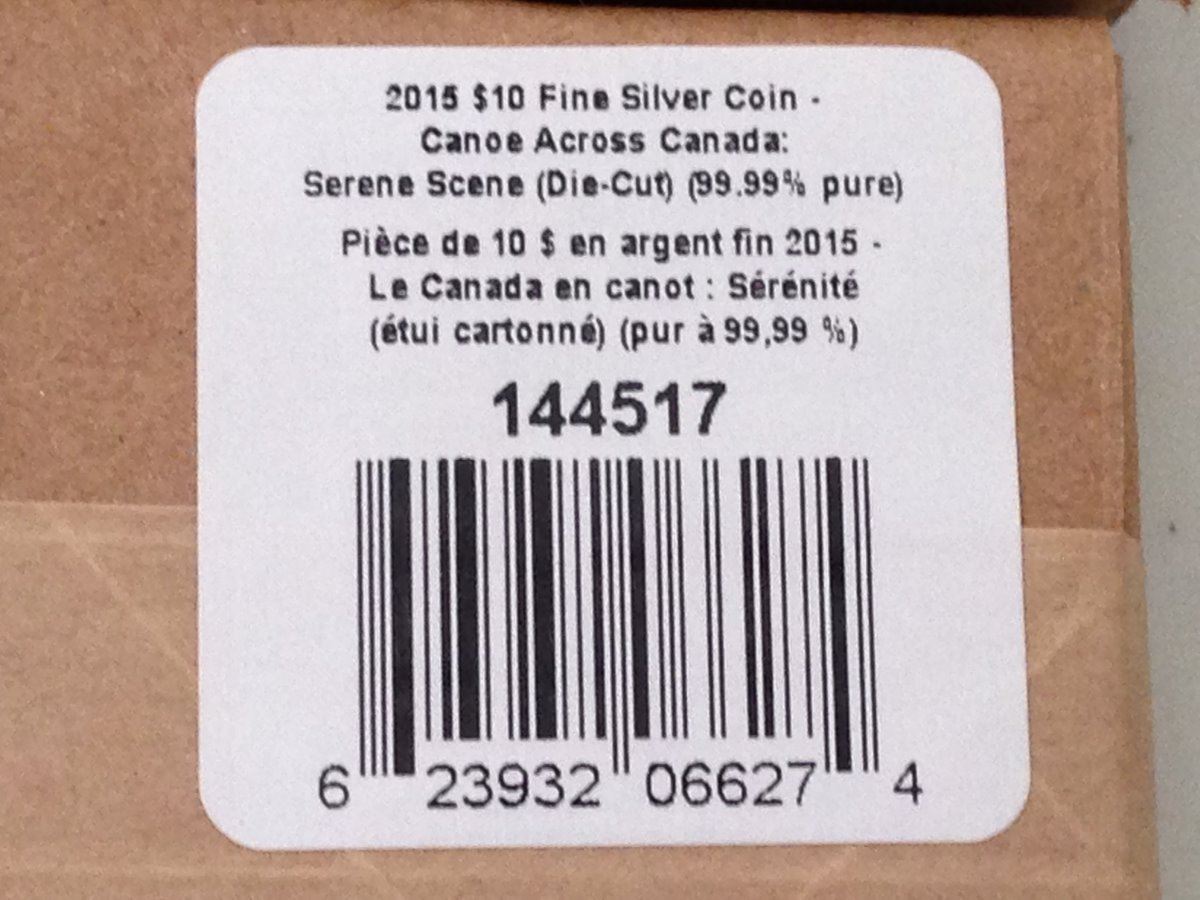 2015 $10 Fine Silver Coin -
Canoe Across Canada:
Serene Scene (Die-Cut) (99.99% pure)
Pièce de 10 $ en argent fin 2015 -
Le Canada en canot : Sérénité
(étui cartonné) (pur à 99,99 %)
144517
6 23932 06627 4